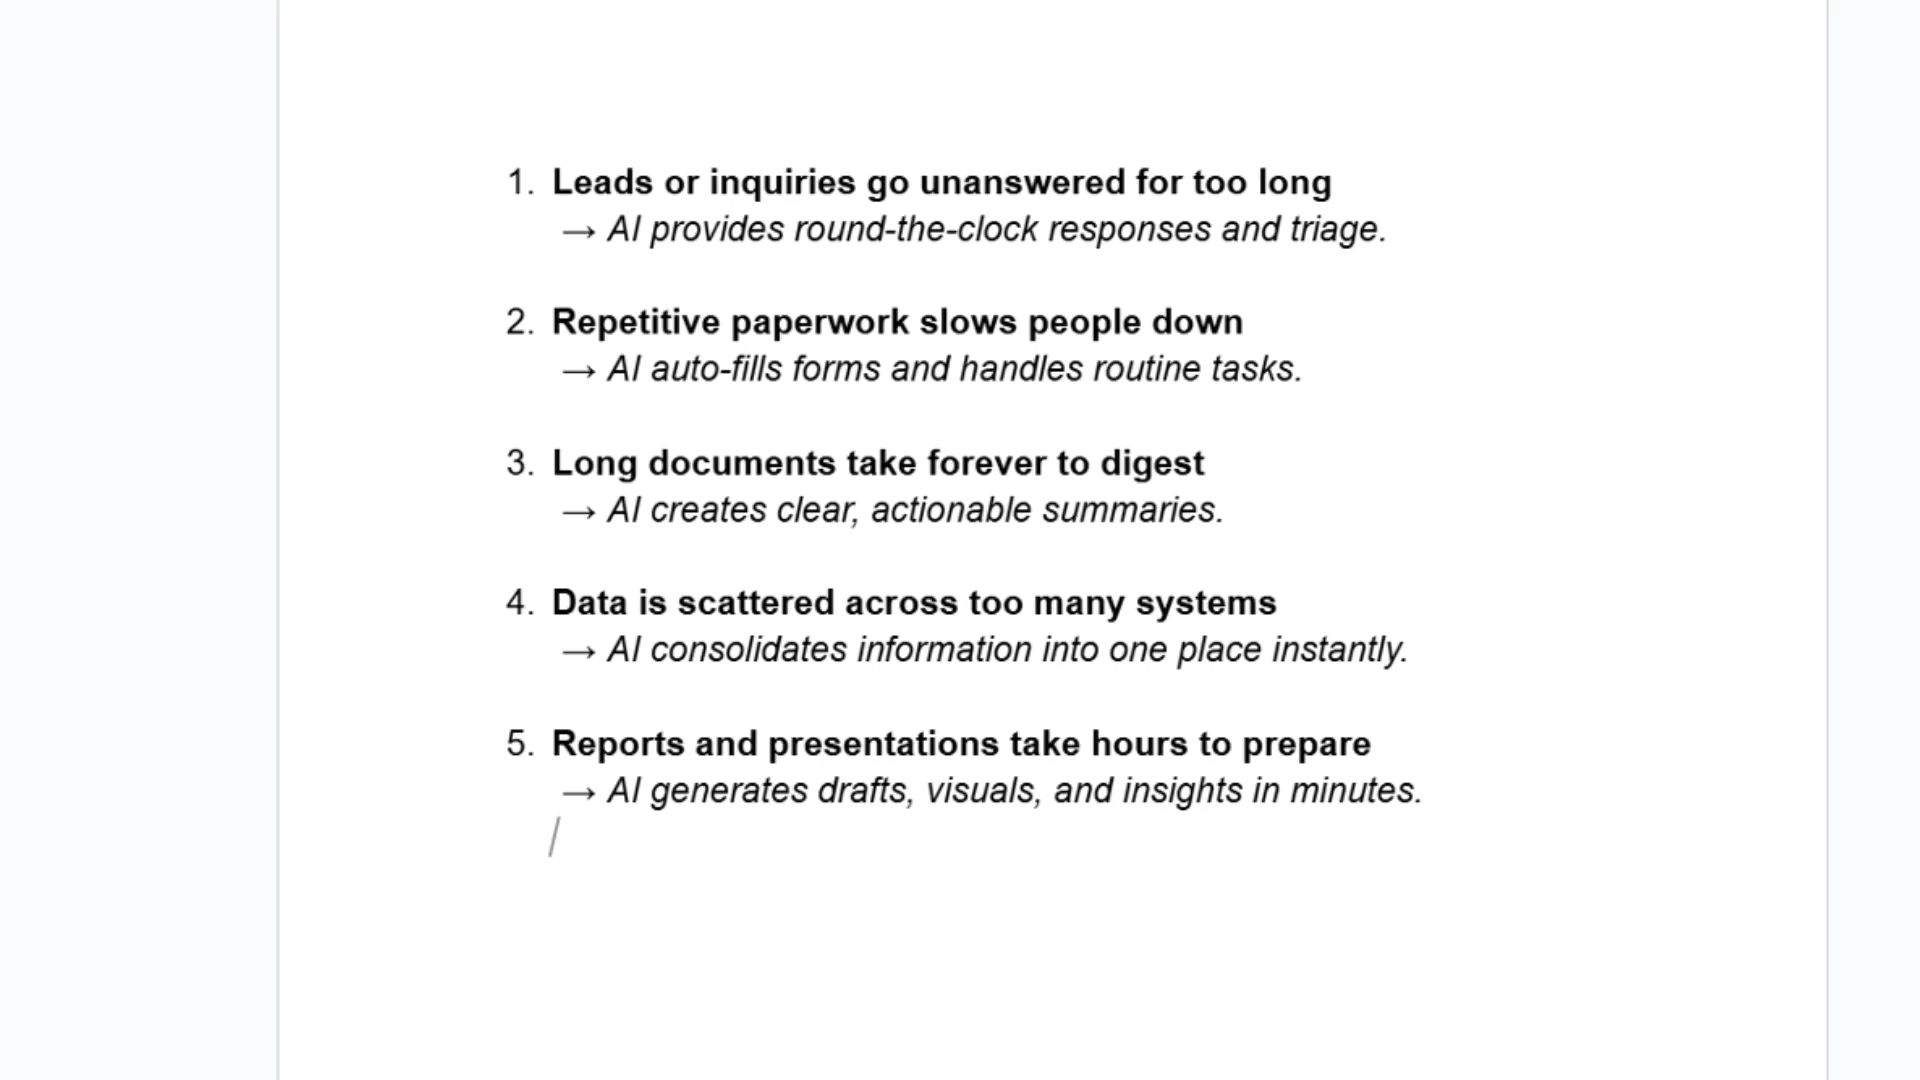 1. Leads or inquiries go unanswered for too long
→ AI provides round-the-clock responses and triage.
2. Repetitive paperwork slows people down
→ AI auto-fills forms and handles routine tasks.
3. Long documents take forever to digest
→ AI creates clear, actionable summaries.
4. Data is scattered across too many systems
→ AI consolidates information into one place instantly.
5. Reports and presentations take hours to prepare
→ AI generates drafts, visuals, and insights in minutes.